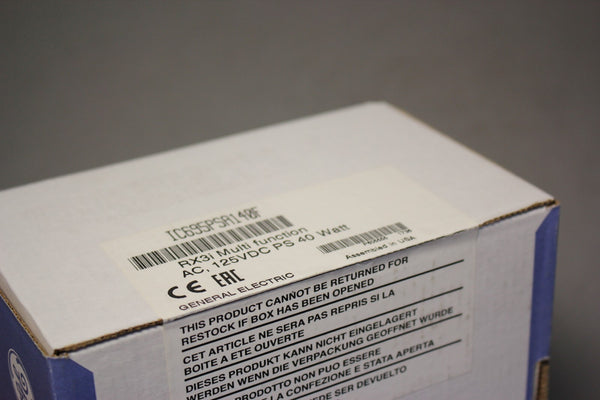 IC695PSA140F
RX3i Multi function
AC, 125VDC PS 40 Watt
CE EAC
Assembled in USA
GENERAL ELECTRIC
THIS PRODUCT CANNOT BE RETURNED FOR
RESTOCK IF BOX HAS BEEN OPENED
CET ARTICLE NE SERA PAS REPRIS SI LA
BOITE A ETE OUVERTE
DIESES PRODUKT KANN NICHT EINGELAGERT
WERDEN WENN DIE VERPACKUNG GEOFFNET WURDE
PRODOTTO NON PUO ESSERE
LA CONFEZIONE E STATA APERTA
SER DEVUELTO